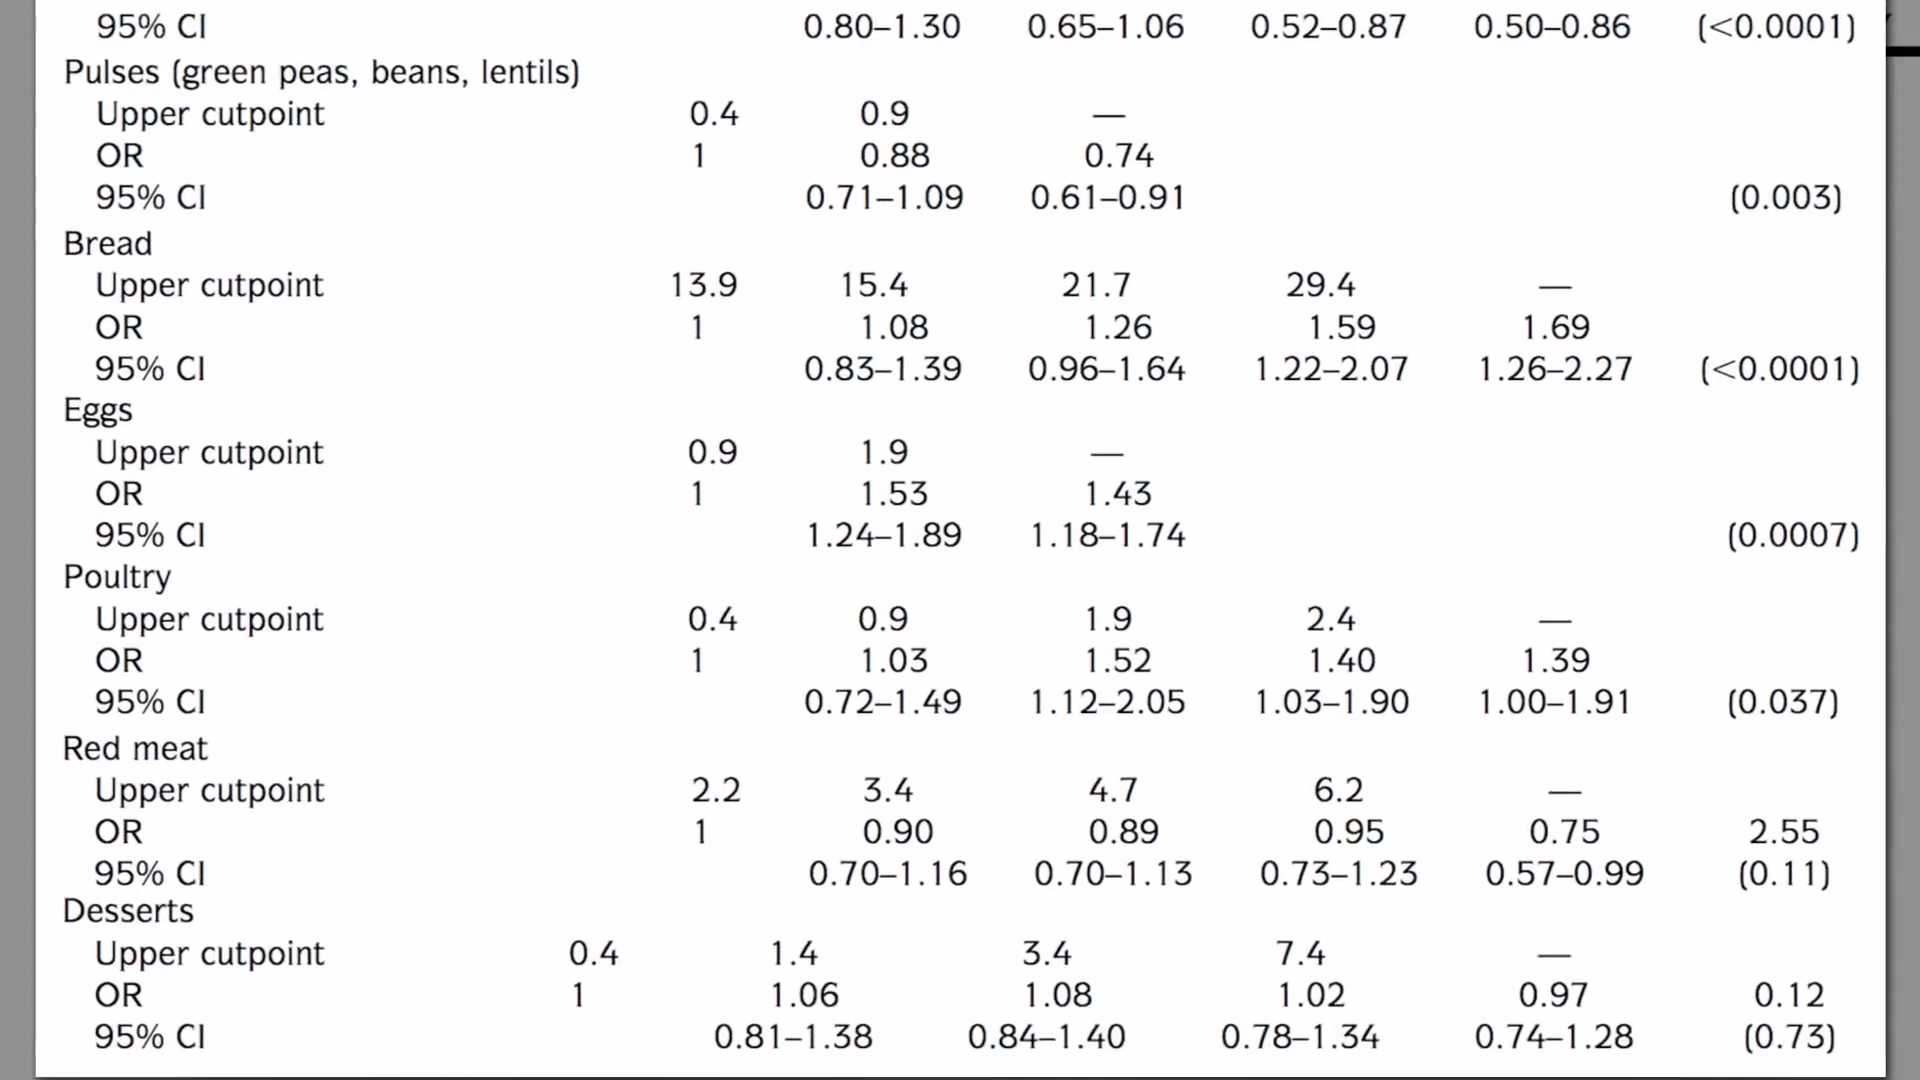 95% CI 0.80–1.30 0.65–1.06 0.52–0.87 0.50–0.86 (<0.0001)
Pulses (green peas, beans, lentils)
Upper cutpoint 0.4 0.9 —
OR 1 0.88 0.74
95% CI 0.71–1.09 0.61–0.91 (0.003)
Bread
Upper cutpoint 13.9 15.4 21.7 29.4 —
OR 1 1.08 1.26 1.59 1.69
95% CI 0.83–1.39 0.96–1.64 1.22–2.07 1.26–2.27 (<0.0001)
Eggs
Upper cutpoint 0.9 1.9 —
OR 1 1.53 1.43
95% CI 1.24–1.89 1.18–1.74 (0.0007)
Poultry
Upper cutpoint 0.4 0.9 1.9 2.4 —
OR 1 1.03 1.52 1.40 1.39
95% CI 0.72–1.49 1.12–2.05 1.03–1.90 1.00–1.91 (0.037)
Red meat
Upper cutpoint 2.2 3.4 4.7 6.2 —
OR 1 0.90 0.89 0.95 0.75 2.55
95% CI 0.70–1.16 0.70–1.13 0.73–1.23 0.57–0.99 (0.11)
Desserts
Upper cutpoint 0.4 1.4 3.4 7.4 —
OR 1 1.06 1.08 1.02 0.97 0.12
95% CI 0.81–1.38 0.84–1.40 0.78–1.34 0.74–1.28 (0.73)